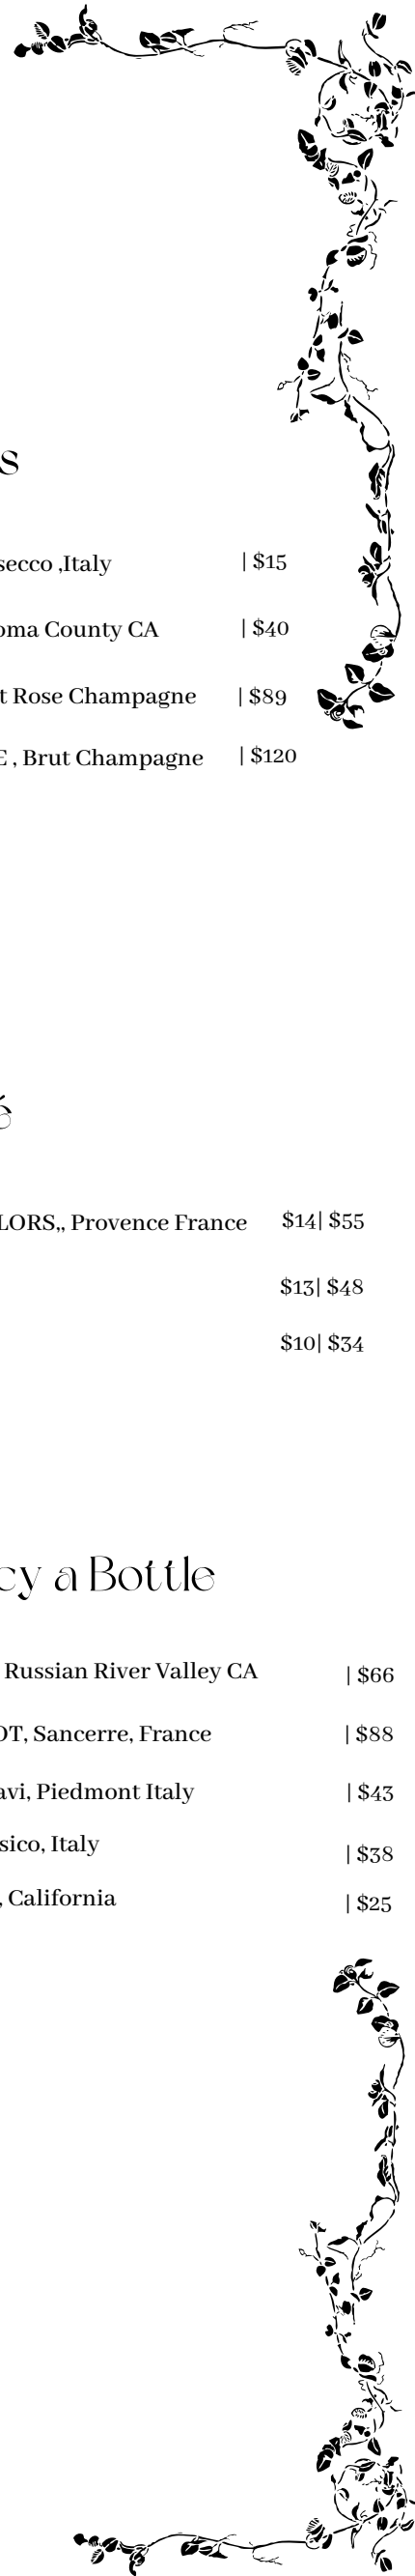 s
secco ,Italy | $15
oma County CA | $40
t Rose Champagne | $89
E , Brut Champagne | $120
é
LORS,, Provence France $14| $55
$13| $48
$10| $34
cy a Bottle
Russian River Valley CA | $66
OT, Sancerre, France | $88
avi, Piedmont Italy | $43
sico, Italy | $38
, California | $25